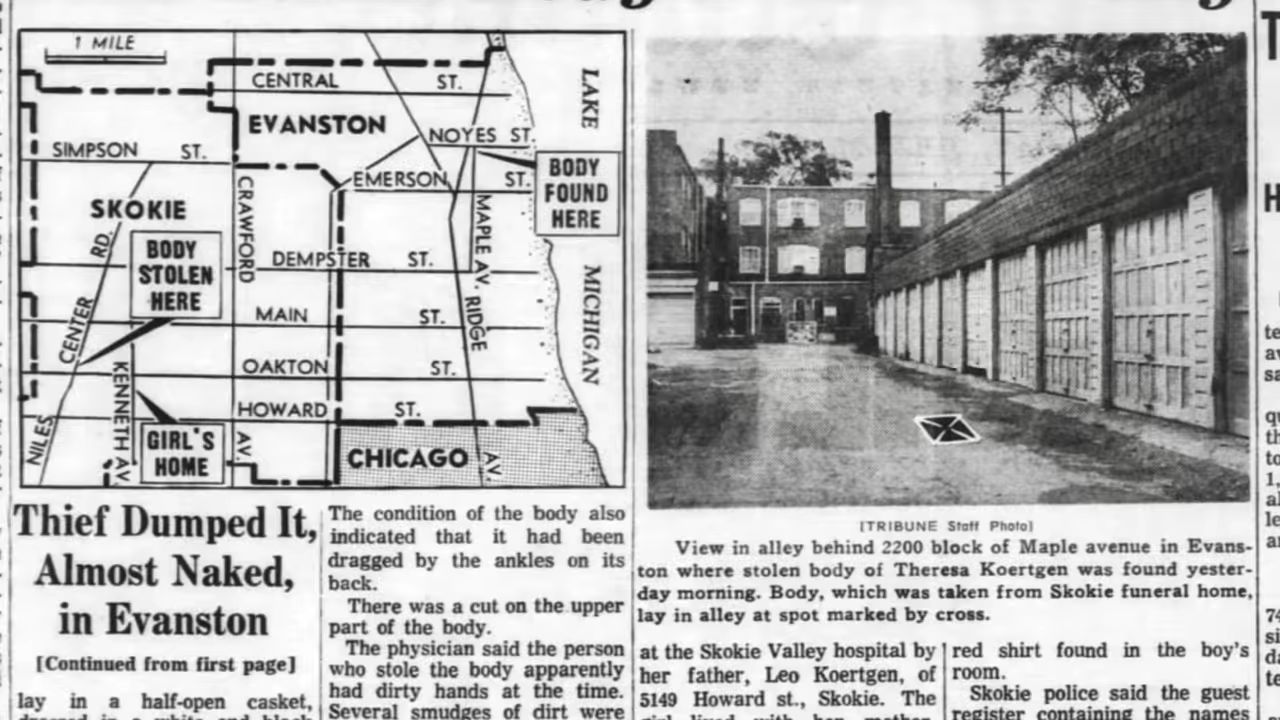 1 MILE
CENTRAL ST.
EVANSTON
NOYES ST.
SIMPSON ST.
EMERSON ST.
BODY
FOUND
HERE
LAKE
MICHIGAN
SKOKIE
CRAWFORD
AV.
MAPLE AV.
RIDGE
AV.
BODY
STOLEN
HERE
DEMPSTER ST.
MAIN ST.
OAKTON ST.
HOWARD ST.
NILES CENTER RD.
KENNETH AV.
GIRL'S
HOME
CHICAGO
Thief Dumped It,
Almost Naked,
in Evanston
[Continued from first page]
lay in a half-open casket,
The condition of the body also
indicated that it had been
dragged by the ankles on its
back.
There was a cut on the upper
part of the body.
The physician said the person
who stole the body apparently
had dirty hands at the time.
Several smudges of dirt were
[TRIBUNE Staff Photo]
View in alley behind 2200 block of Maple avenue in Evans-
ton where stolen body of Theresa Koertgen was found yester-
day morning. Body, which was taken from Skokie funeral home,
lay in alley at spot marked by cross.
at the Skokie Valley hospital by
her father, Leo Koertgen, of
5149 Howard st., Skokie. The
girl lived with her mother,
red shirt found in the boy's
room.
Skokie police said the guest
register containing the names